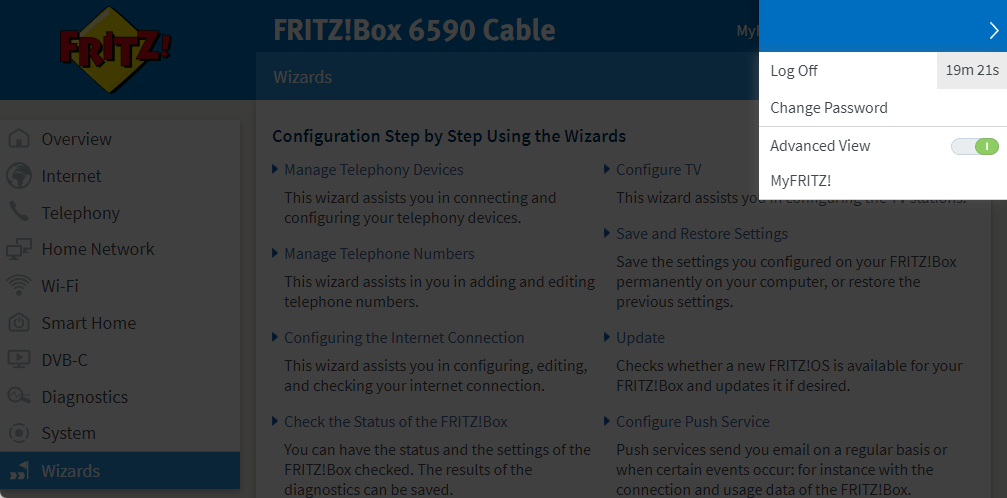 FRITZ!
FRITZ!Box 6590 Cable
Wizards
Log Off
19m 21s
Change Password
Advanced View
MyFRITZ!
Overview
Internet
Telephony
Home Network
Wi-Fi
Smart Home
DVB-C
Diagnostics
System
Wizards
Configuration Step by Step Using the Wizards
Manage Telephony Devices
This wizard assists you in connecting and
configuring your telephony devices.
Manage Telephone Numbers
This wizard assists in you in adding and editing
telephone numbers.
Configuring the Internet Connection
This wizard assists you in configuring, editing,
and checking your internet connection.
Check the Status of the FRITZ!Box
You can have the status and the settings of the
FRITZ!Box checked. The results of the
diagnostics can be saved.
Configure TV
This wizard assists you in configuring the TV stations.
Save and Restore Settings
Save the settings you configured on your FRITZ!Box
permanently on your computer, or restore the
previous settings.
Update
Checks whether a new FRITZ!OS is available for your
FRITZ!Box and updates it if desired.
Configure Push Service
Push services send you email on a regular basis or
when certain events occur: for instance with the
connection and usage data of the FRITZ!Box.